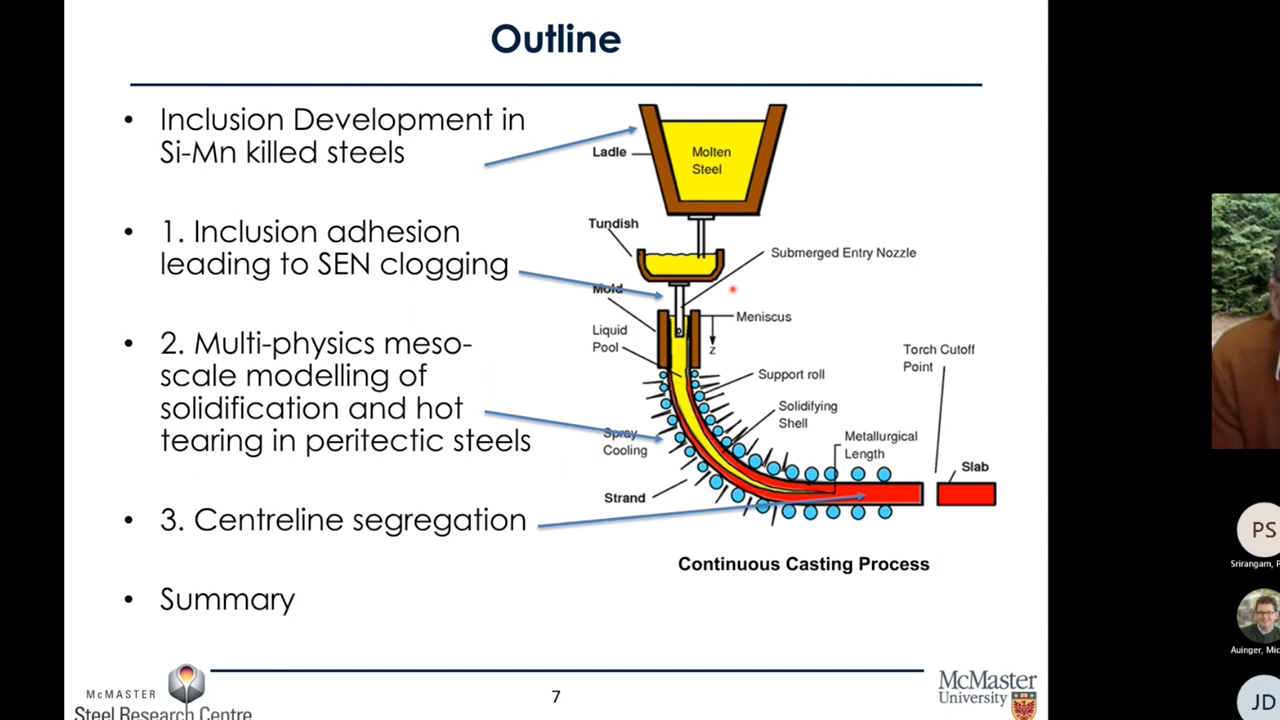 Outline
• Inclusion Development in
Si-Mn killed steels
• 1. Inclusion adhesion
leading to SEN clogging
• 2. Multi-physics meso-
scale modelling of
solidification and hot
tearing in peritectic steels
• 3. Centreline segregation
• Summary
Ladle
Molten
Steel
Tundish
Submerged Entry Nozzle
Mold
Meniscus
Liquid
Pool
z
Torch Cutoff
Point
Support roll
Solidifying
Shell
Spray
Cooling
Metallurgical
Length
Slab
Strand
Continuous Casting Process
McMASTER
Steel Research Centre
7
McMaster
University
PS
Srirangam, P
Auinger, Mic
JD